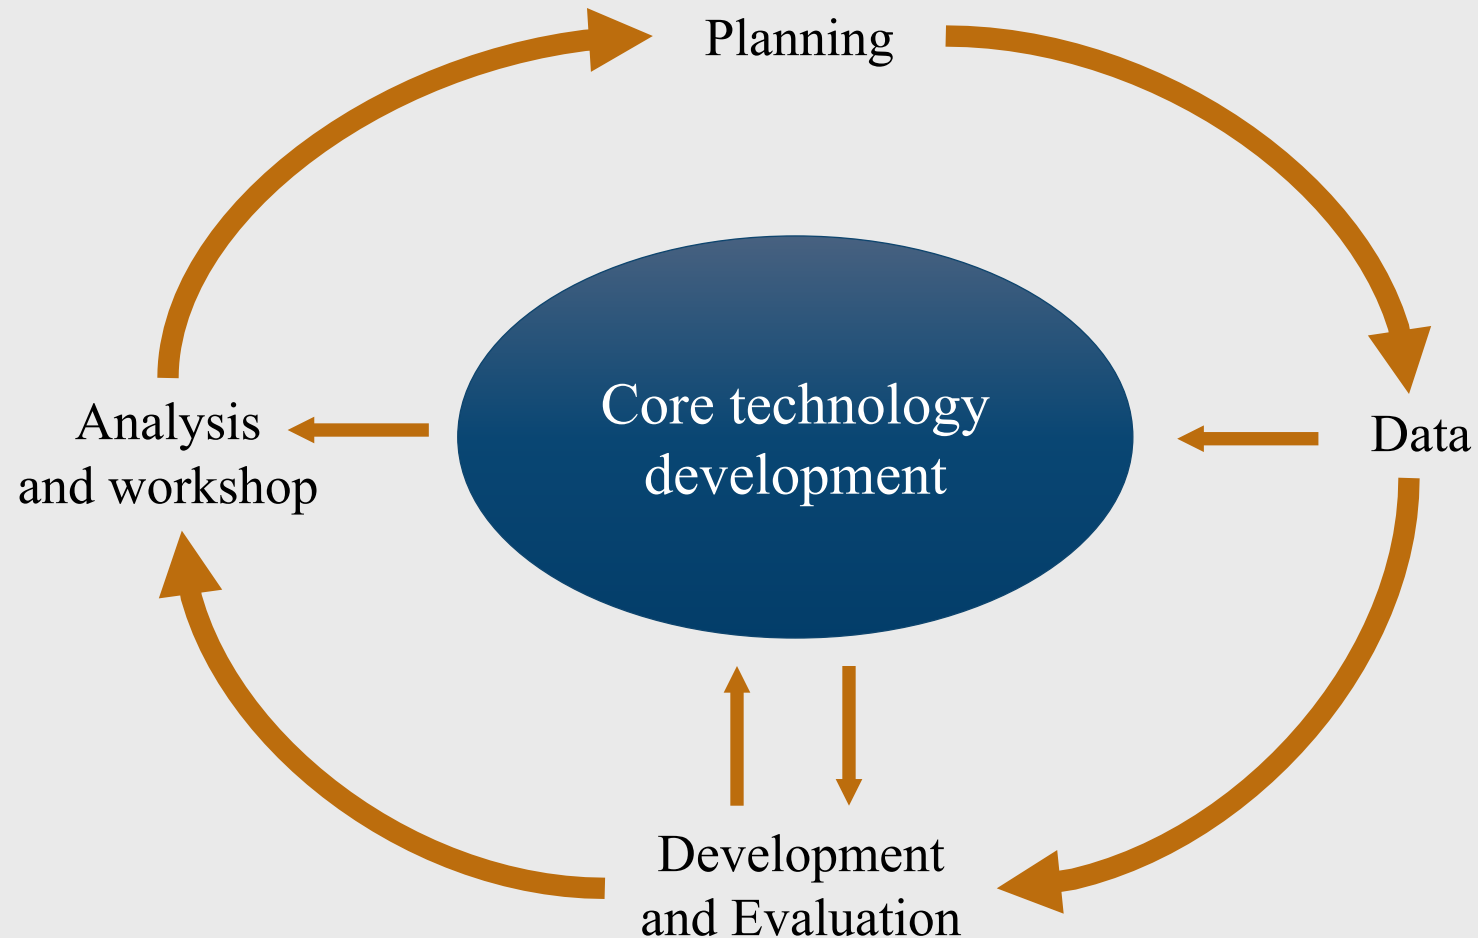 Planning
Core technology
development
Analysis
and workshop
Data
Development
and Evaluation